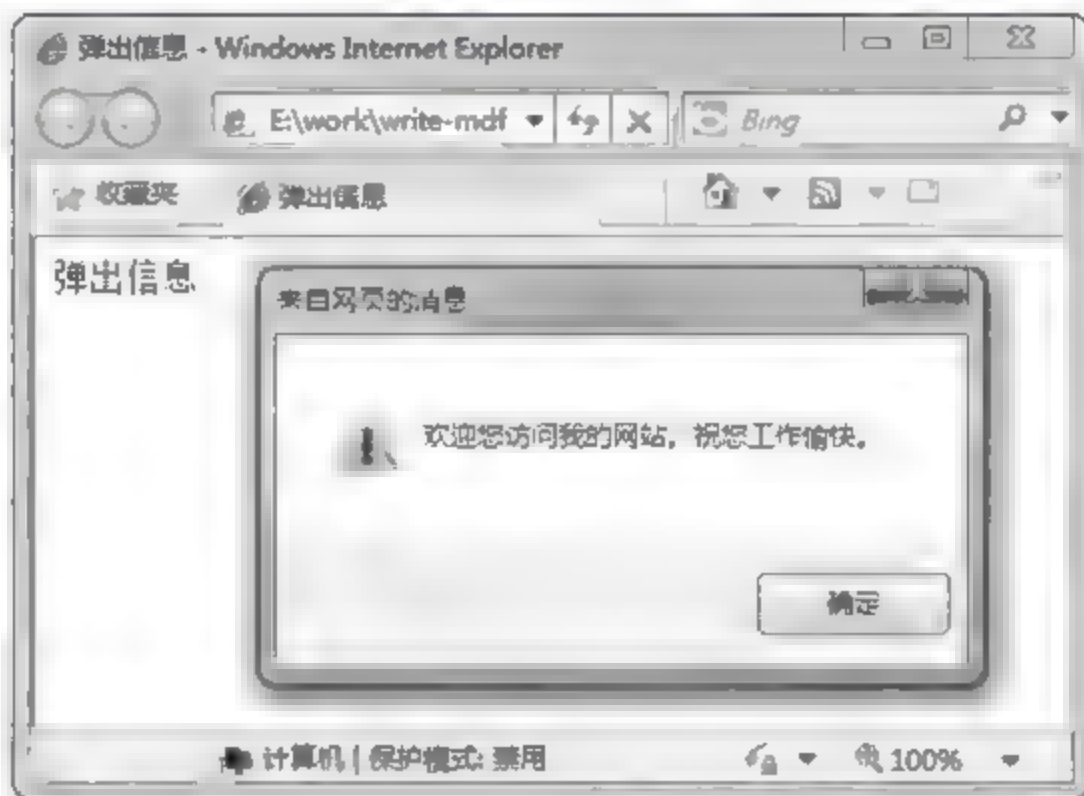 弹出信息 - Windows Internet Explorer
E:\work\write-mdf
Bing
收藏夹
弹出信息
弹出信息
来自网页的消息
欢迎您访问我的网站，祝您工作愉快。
确定
计算机 | 保护模式: 禁用
100%